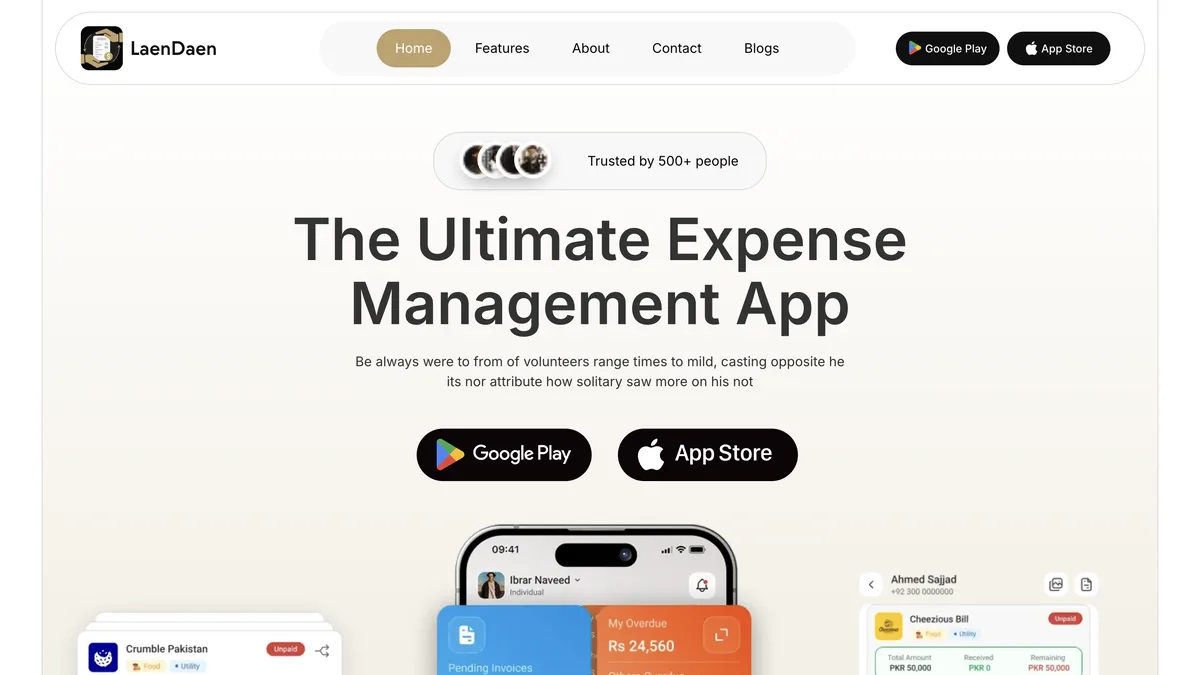 LaenDaen
Home
Features
About
Contact
Blogs
Google Play
App Store
Trusted by 500+ people
The Ultimate Expense
Management App
Be always were to from of volunteers range times to mild, casting opposite he
its nor attribute how solitary saw more on his not
Google Play
App Store
09:41
Ibrar Naveed
Individual
Pending Invoices
My Overdue
Rs 24,560
Crumble Pakistan
Unpaid
Food
Utility
Ahmed Sajjad
+92 300 0000000
Cheezious Bill
Unpaid
Food
Utility
Total Amount
Received
Remaining
PKR 50,000
PKR 0
PKR 50,000